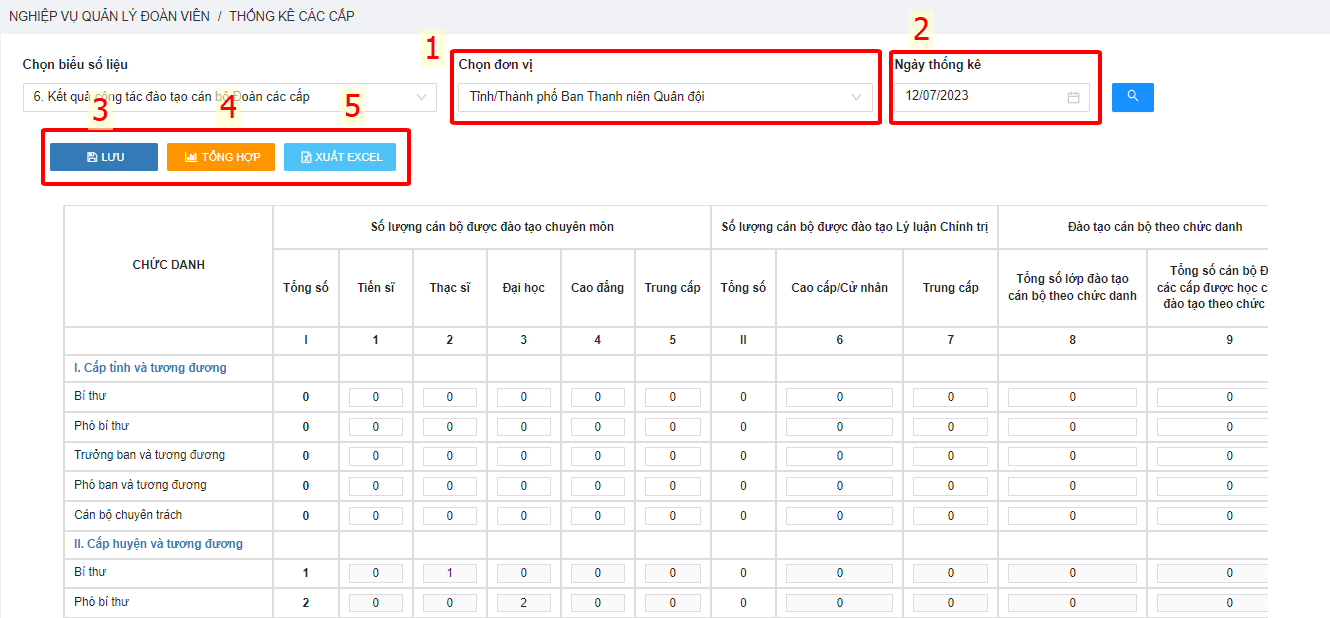 NGHIỆP VỤ QUẢN LÝ ĐOÀN VIÊN / THỐNG KÊ CÁC CẤP
1
2
Chọn biểu số liệu Chọn đơn vị Ngày thống kê
6. Kết quả công tác đào tạo cán bộ Đoàn các cấp Tỉnh/Thành phố Ban Thanh niên Quân đội 12/07/2023
3 4 5
LƯU TỔNG HỢP XUẤT EXCEL
CHỨC DANH Số lượng cán bộ được đào tạo chuyên môn Số lượng cán bộ được đào tạo Lý luận Chính trị Đào tạo cán bộ theo chức danh
Tổng số Tiến sĩ Thạc sĩ Đại học Cao đẳng Trung cấp Tổng số Cao cấp/Cử nhân Trung cấp
Tổng số lớp đào tạo
cán bộ theo chức danh
Tổng số cán bộ Đ
các cấp được học c
đào tạo theo chức
I 1 2 3 4 5 II 6 7 8 9
I. Cấp tỉnh và tương đương
Bí thư 0 0 0 0 0 0 0 0 0 0 0
Phó bí thư 0 0 0 0 0 0 0 0 0 0 0
Trưởng ban và tương đương 0 0 0 0 0 0 0 0 0 0 0
Phó ban và tương đương 0 0 0 0 0 0 0 0 0 0 0
Cán bộ chuyên trách 0 0 0 0 0 0 0 0 0 0 0
II. Cấp huyện và tương đương
Bí thư 1 0 1 0 0 0 0 0 0 0 0
Phó bí thư 2 0 0 2 0 0 0 0 0 0 0